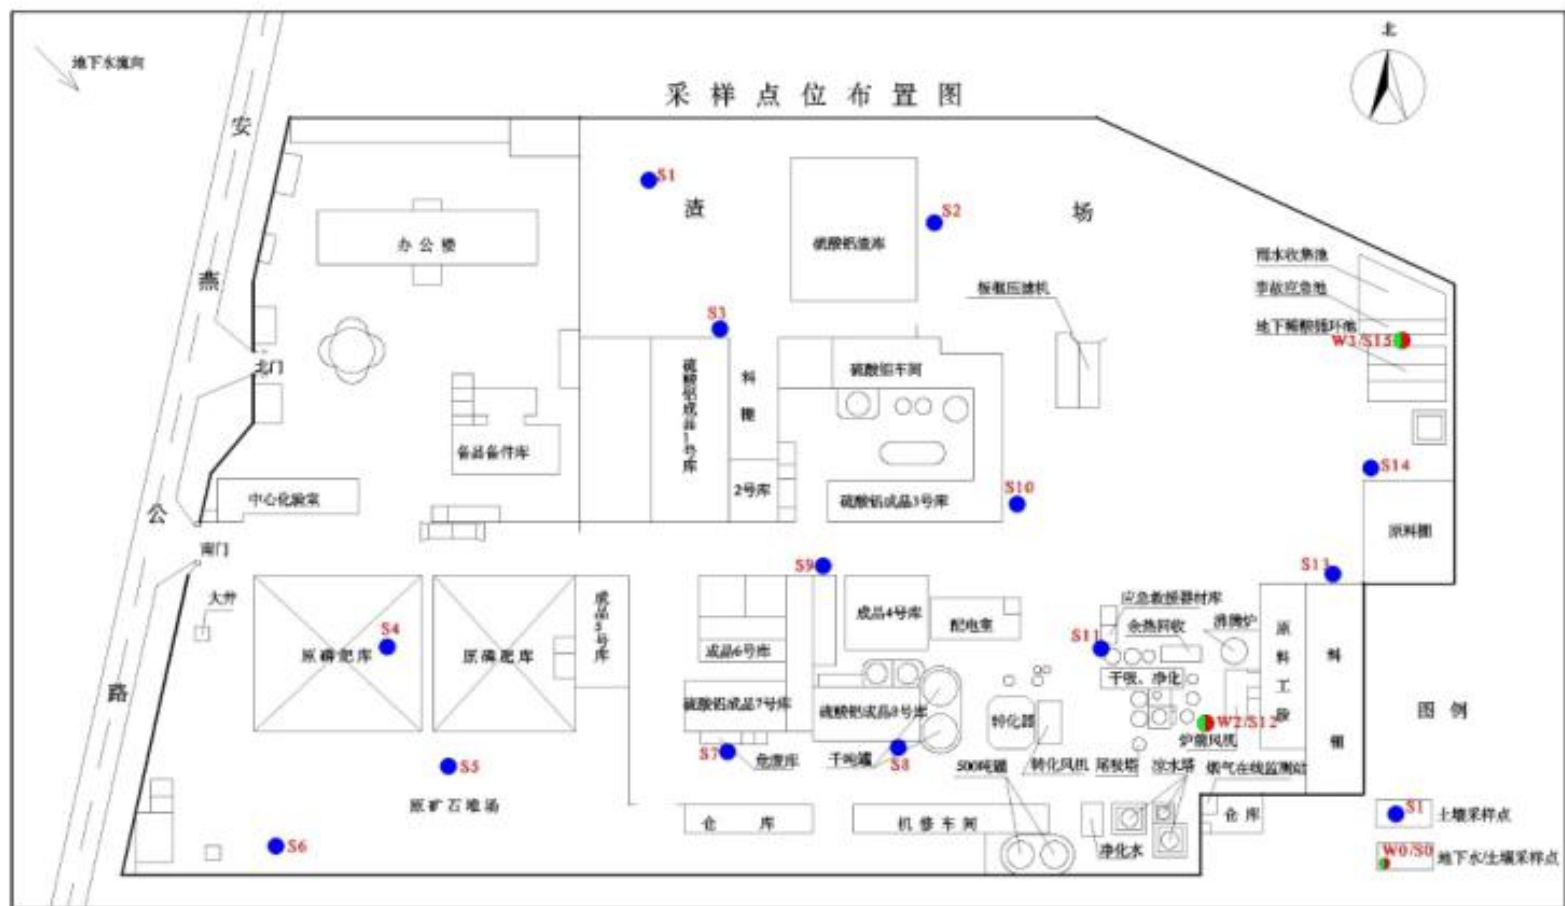 地下水流向
北
采样点位布置图
安
燕
公
路
S1
渣
场
S2
办公楼
硫酸铝渣库
雨水收集池
事故应急池
地下稀酸循环池
板框压滤机
S3
W3/S15
北门
硫酸铝成品1号库
料棚
硫酸铝车间
备品备件库
2号库
中心化验室
硫酸铝成品3号库
S10
S14
原料棚
南门
大井
S9
S13
成品5号库
成品4号库
配电室
应急救援器材库
余热回收
沸腾炉
S4
S11
成品6号库
干吸、净化
原料工段
料棚
硫酸铝成品7号库
硫酸铝成品8号库
转化器
W2/S12
炉前风机
图例
S7
危废库
千吨罐
S8
500吨罐
转化风机
尾吸塔
凉水塔
烟气在线监测站
S5
原矿石堆场
仓库
机修车间
净化水
仓库
S6
S1
土壤采样点
W0/S0
地下水/土壤采样点